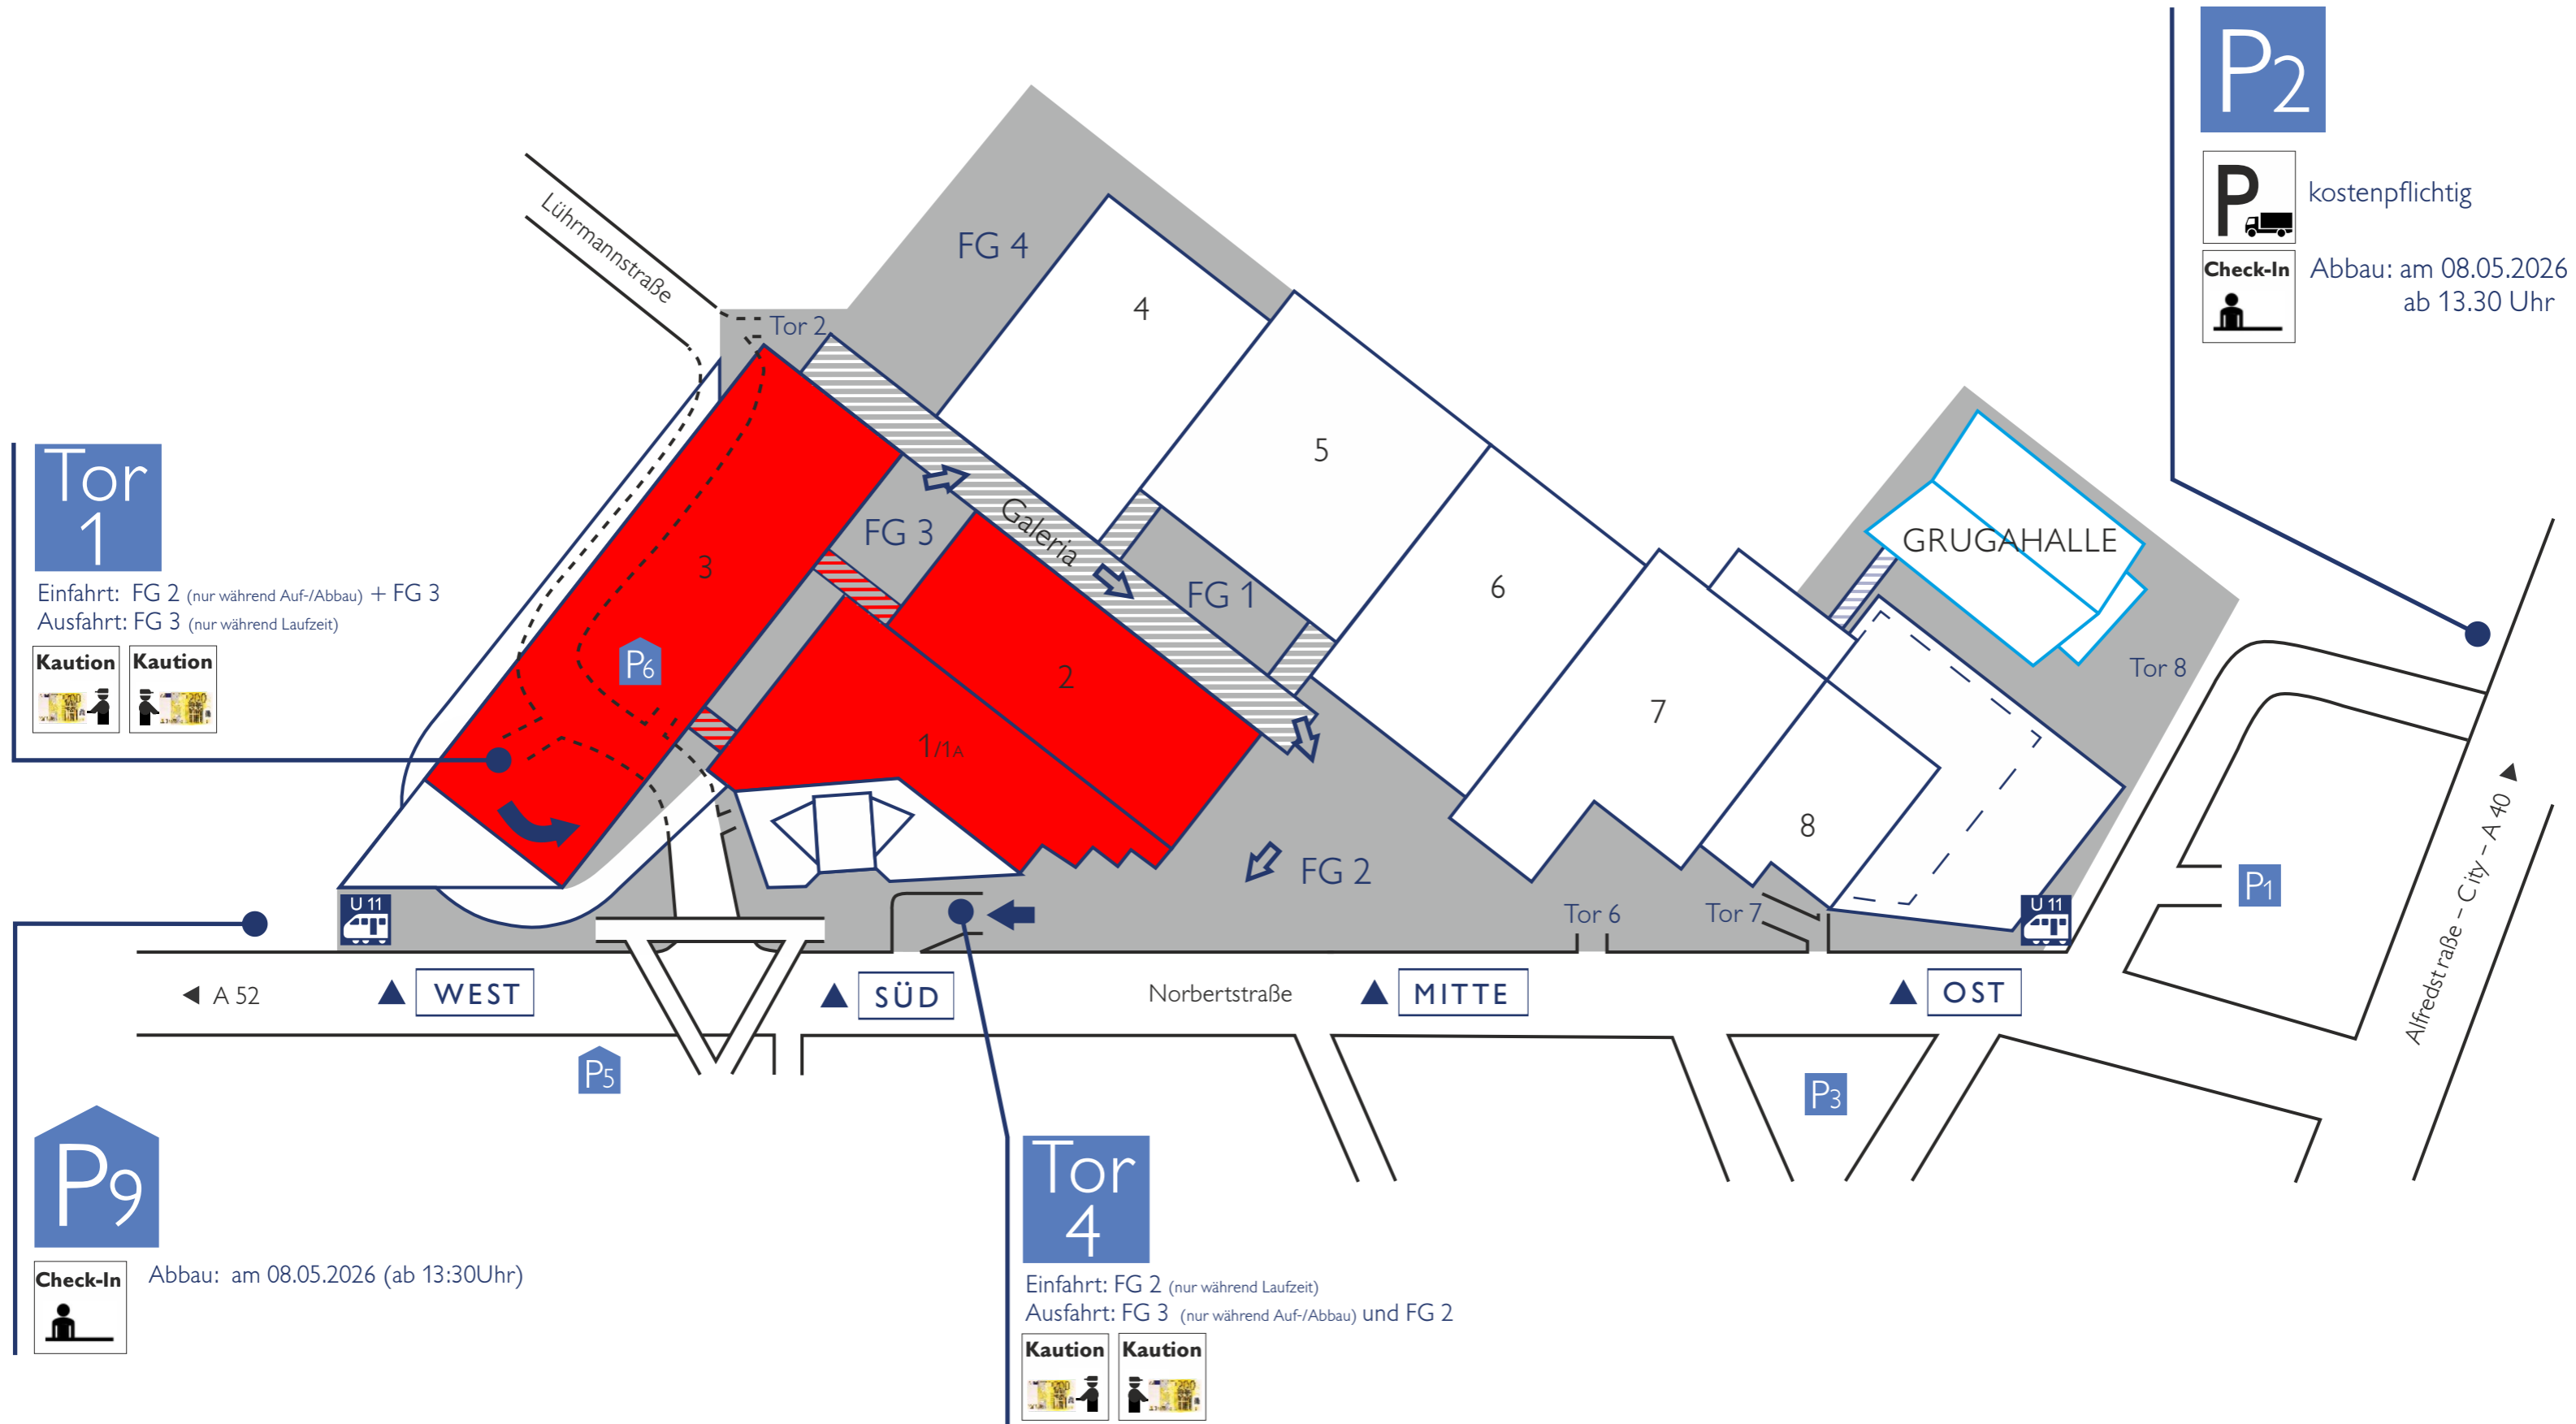 P2
P
kostenpflichtig
Check-In
Abbau: am 08.05.2026
ab 13.30 Uhr
Lührmannstraße
Tor 2
FG 4
4
5
6
7
8
GRUGAHALLE
Tor 8
Galeria
FG 3
FG 1
3
2
1/1A
P6
Tor
1
Einfahrt: FG 2 (nur während Auf-/Abbau) + FG 3
Ausfahrt: FG 3 (nur während Laufzeit)
Kaution
Kaution
FG 2
Tor 6
Tor 7
U 11
U 11
P1
Alfredstraße – City – A 40
A 52
WEST
SÜD
Norbertstraße
MITTE
OST
P5
P3
P9
Check-In
Abbau: am 08.05.2026 (ab 13:30Uhr)
Tor
4
Einfahrt: FG 2 (nur während Laufzeit)
Ausfahrt: FG 3 (nur während Auf-/Abbau) und FG 2
Kaution
Kaution